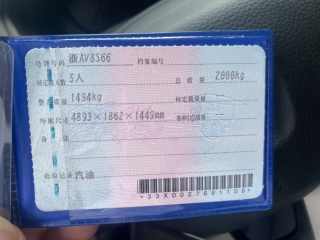 号牌号码 浙AV8S66 档案编号
核定载人数 5人 总质量 2000kg
整备质量 1494kg 核定载质量 ——
外廓尺寸 4893×1862×1449mm 准牵引总质量 ——
备注
检验记录 汽油
*33X0027891108*